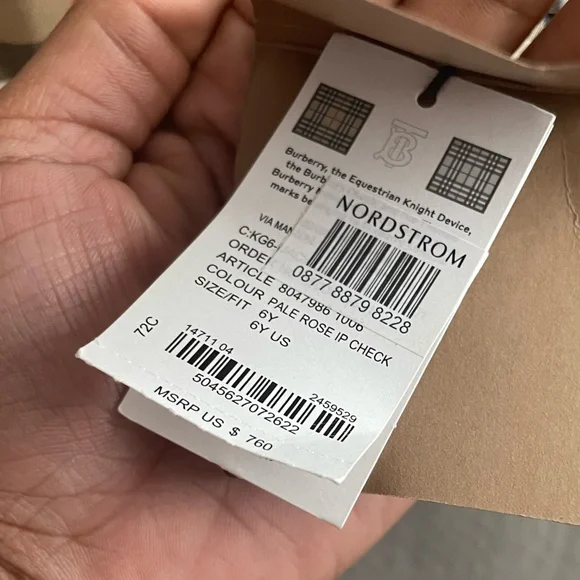 Burberry, the Equestrian Knight Device,
the Burb
Burberry
marks be
NORDSTROM
0877 8879 8228
VIA MAN
C:KG6-
ORDE
ARTICLE 8047986 1006
COLOUR PALE ROSE IP CHECK
SIZE/FIT 6Y
6Y US
72C
14711 04
2459529
5045627072622
MSRP US $ 760